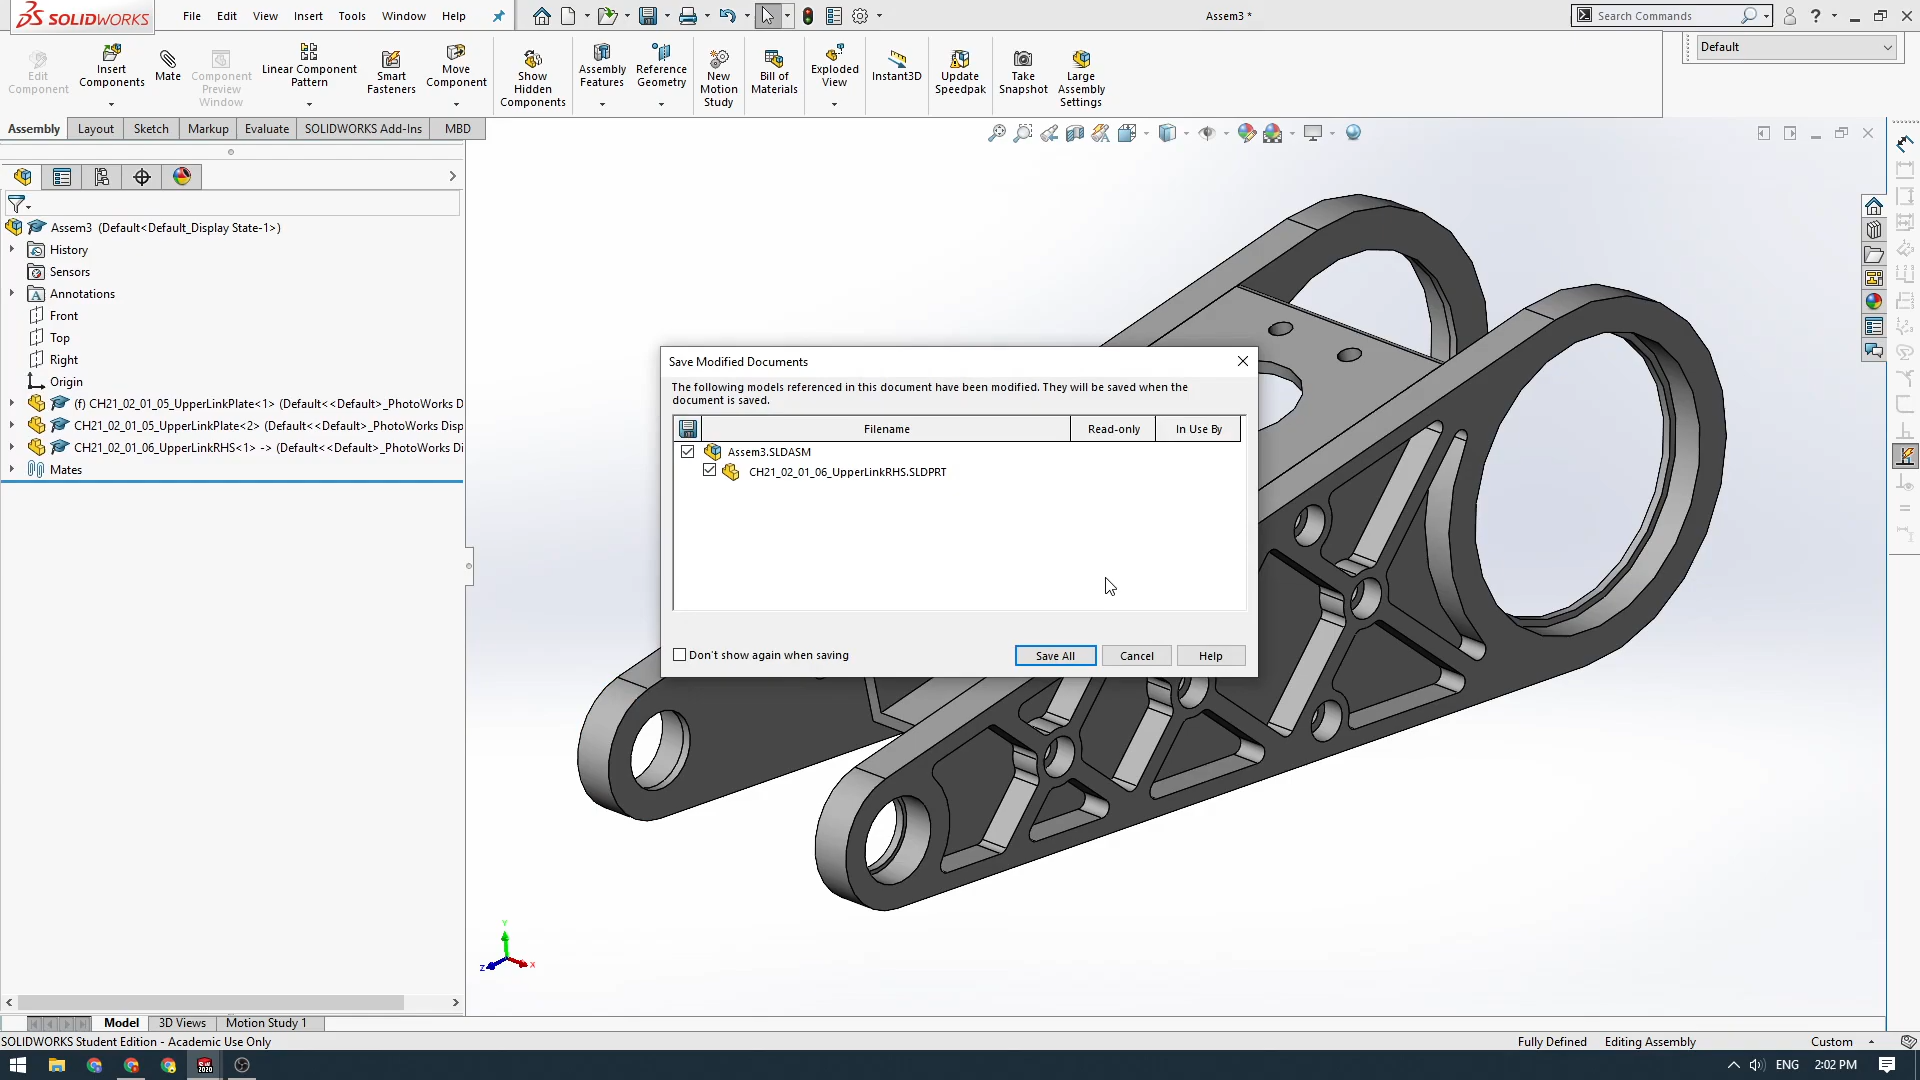 SOLIDWORKS
File Edit View Insert Tools Window Help
Assem3 *
Search Commands
?
Edit Component
Insert Components
Mate
Component Preview Window
Linear Component Pattern
Smart Fasteners
Move Component
Show Hidden Components
Assembly Features
Reference Geometry
New Motion Study
Bill of Materials
Exploded View
Instant3D
Update Speedpak
Take Snapshot
Large Assembly Settings
Default
Assembly Layout Sketch Markup Evaluate SOLIDWORKS Add-Ins MBD
Assem3 (Default<Default_Display State-1>)
History
Sensors
Annotations
Front
Top
Right
Origin
(f) CH21_02_01_05_UpperLinkPlate<1> (Default<<Default>_PhotoWorks D
CH21_02_01_05_UpperLinkPlate<2> (Default<<Default>_PhotoWorks Disp
CH21_02_01_06_UpperLinkRHS<1> -> (Default<<Default>_PhotoWorks Di
Mates
Save Modified Documents
The following models referenced in this document have been modified. They will be saved when the
document is saved.
Filename Read-only In Use By
Assem3.SLDASM
CH21_02_01_06_UpperLinkRHS.SLDPRT
Don't show again when saving
Save All Cancel Help
Y
Z X
Model 3D Views Motion Study 1
SOLIDWORKS Student Edition - Academic Use Only
Fully Defined Editing Assembly Custom
ENG 2:02 PM